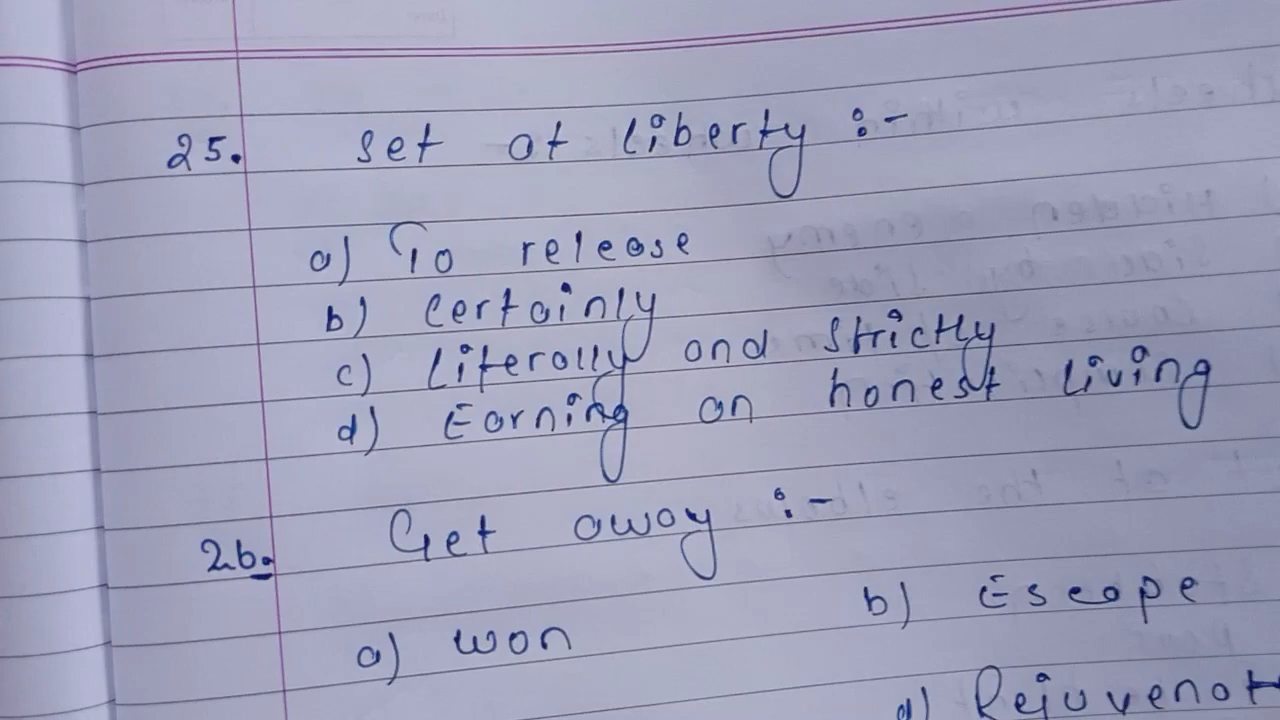 25. Set at liberty :-
a) To release
b) Certainly
c) Literally and strictly
d) Earning an honest living
26. Get away :-
a) won b) Escape
d)